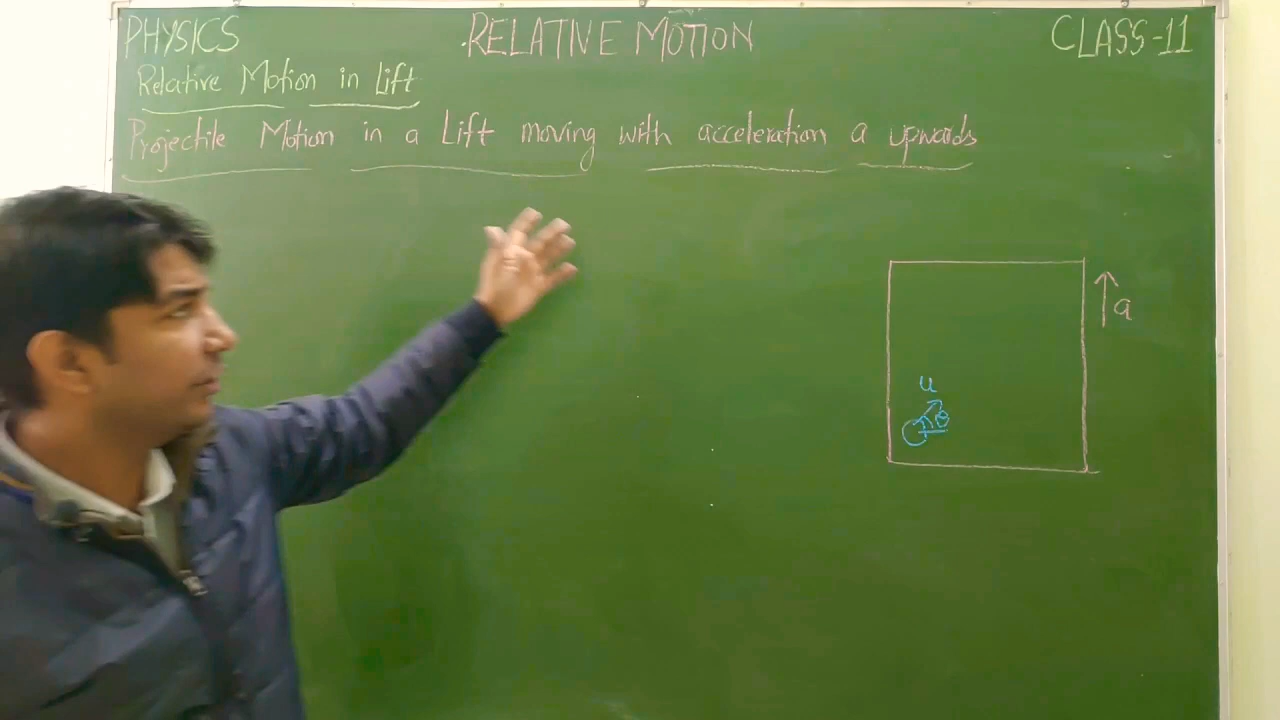 PHYSICS RELATIVE MOTION CLASS-11
Relative Motion in Lift
Projectile Motion in a Lift moving with acceleration a upwards
a
u
θ